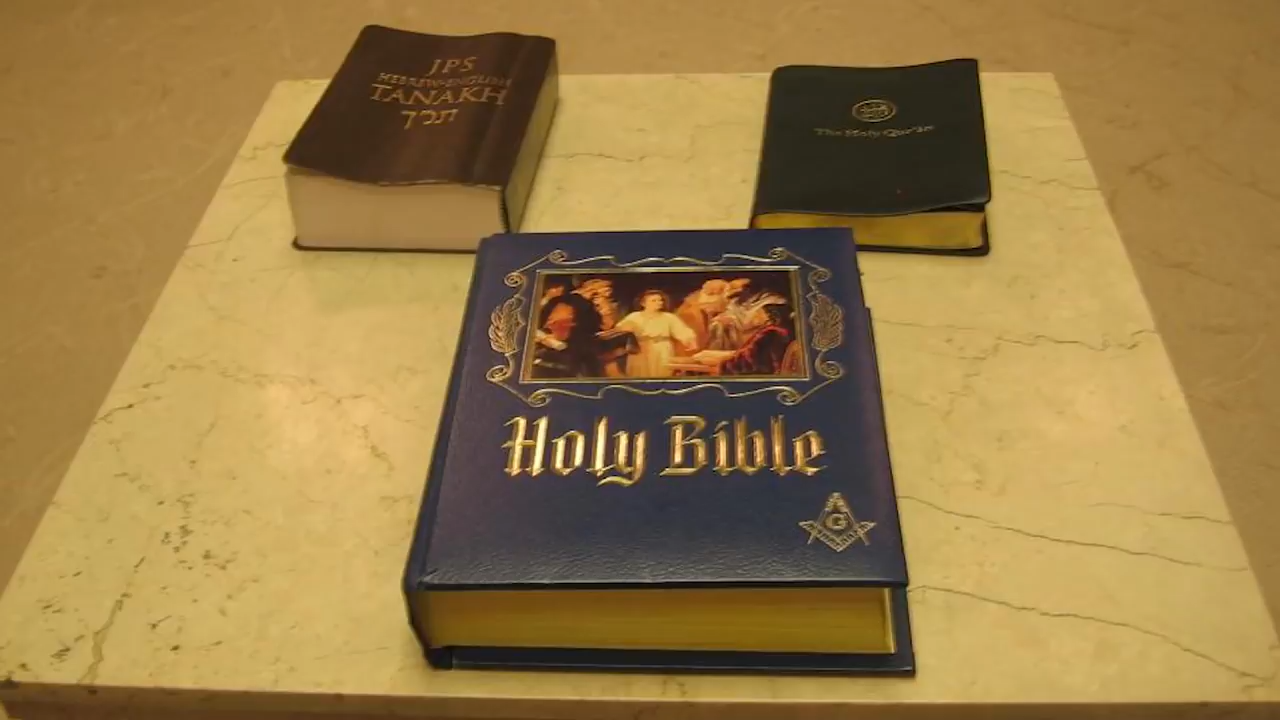 JPS
HEBREW-ENGLISH
TANAKH
תנך
The Holy Qur'an
Holy Bible
G